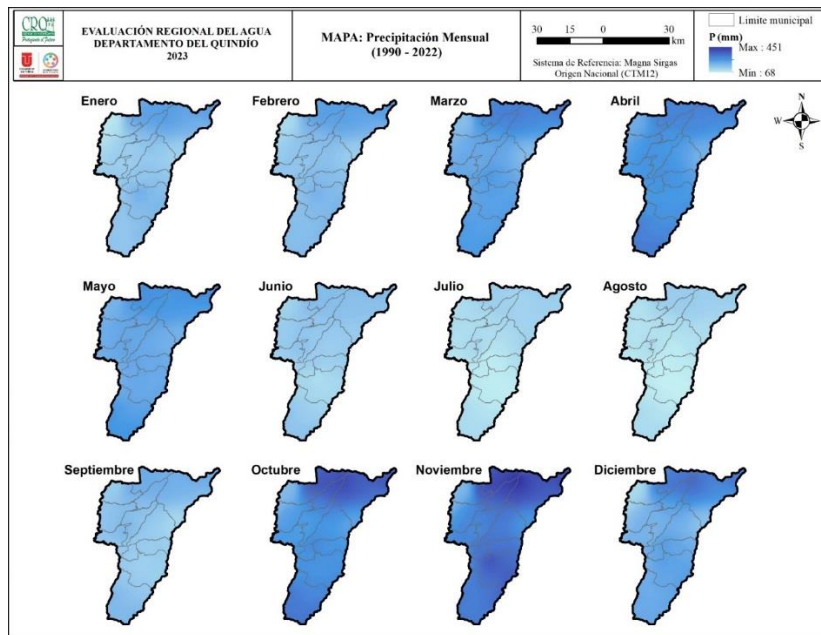 CRQ
EVALUACIÓN REGIONAL DEL AGUA
DEPARTAMENTO DEL QUINDÍO
2023
MAPA: Precipitación Mensual
(1990 - 2022)
30 15 0 30
km
Sistema de Referencia: Magna Sirgas
Origen Nacional (CTM12)
Limite municipal
P (mm)
Max : 451
Min : 68
Enero
Febrero
Marzo
Abril
N
W E
S
Mayo
Junio
Julio
Agosto
Septiembre
Octubre
Noviembre
Diciembre